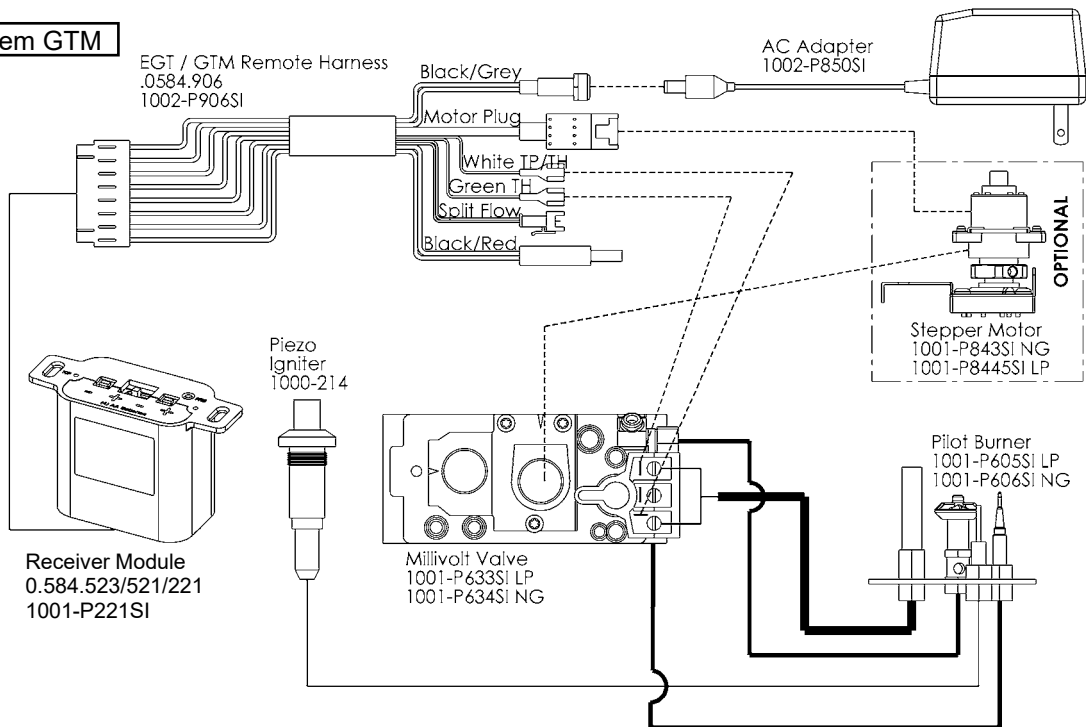 em GTM
EGT / GTM Remote Harness
.0584.906
1002-P906SI
Black/Grey
AC Adapter
1002-P850SI
Motor Plug
White TP/TH
Green TH
Split Flow
Black/Red
OPTIONAL
Stepper Motor
1001-P843SI NG
1001-P8445SI LP
Piezo
Igniter
1000-214
Pilot Burner
1001-P605SI LP
1001-P606SI NG
Millivolt Valve
1001-P633SI LP
1001-P634SI NG
Receiver Module
0.584.523/521/221
1001-P221SI